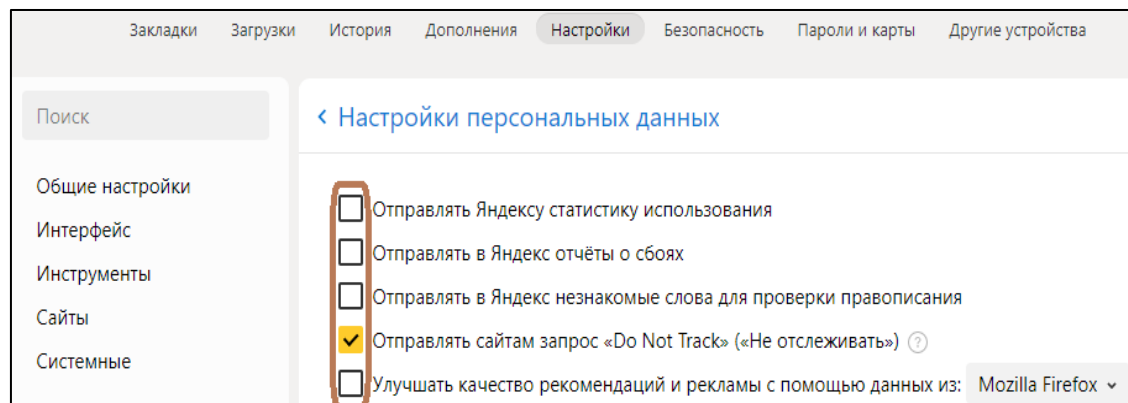 Закладки Загрузки История Дополнения Настройки Безопасность Пароли и карты Другие устройства
Поиск
Общие настройки
Интерфейс
Инструменты
Сайты
Системные
‹ Настройки персональных данных
Отправлять Яндексу статистику использования
Отправлять в Яндекс отчёты о сбоях
Отправлять в Яндекс незнакомые слова для проверки правописания
Отправлять сайтам запрос «Do Not Track» («Не отслеживать») ?
Улучшать качество рекомендаций и рекламы с помощью данных из: Mozilla Firefox